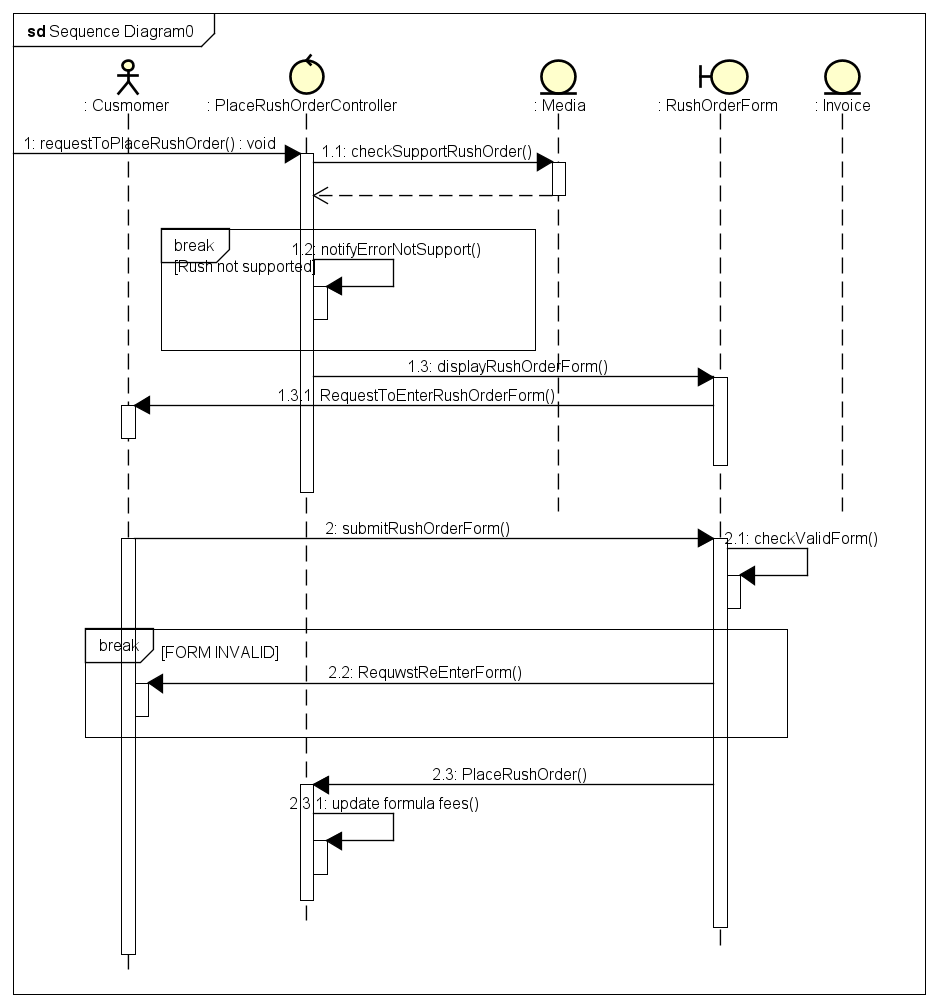 sd Sequence Diagram0
: Cusmomer
: PlaceRushOrderController
: Media
: RushOrderForm
: Invoice
1: requestToPlaceRushOrder() : void
1.1: checkSupportRushOrder()
break
1.2: notifyErrorNotSupport()
[Rush not supported]
1.3: displayRushOrderForm()
1.3.1: RequestToEnterRushOrderForm()
2: submitRushOrderForm()
2.1: checkValidForm()
break
[FORM INVALID]
2.2: RequwstReEnterForm()
2.3: PlaceRushOrder()
2.3.1: update formula fees()